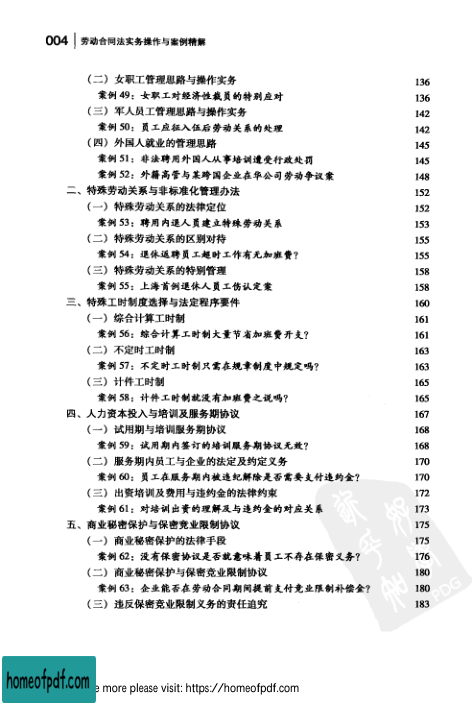 004 劳动合同法实务操作与案例精解
（二）女职工管理思路与操作实务 136
案例 49：女职工对经济性裁员的特别应对 136
（三）军人员工管理思路与操作实务 142
案例 50：员工应征入伍后劳动关系的处理 142
（四）外国人就业的管理思路 145
案例 51：非法聘用外国人从事培训遭受行政处罚 145
案例 52：外籍高管与某跨国企业在华公司劳动争议案 148
二、特殊劳动关系与非标准化管理办法 152
（一）特殊劳动关系的法律定位 152
案例 53：聘用内退人员建立特殊劳动关系 153
（二）特殊劳动关系的区别对待 155
案例 54：退休返聘员工超时工作有无加班费？ 155
（三）特殊劳动关系的特别管理 158
案例 55：上海首例退休人员工伤认定案 158
三、特殊工时制度选择与法定程序要件 160
（一）综合计算工时制 161
案例 56：综合计算工时制大量节省加班费开支？ 161
（二）不定时工时制 163
案例 57：不定时工时制只需在规章制度中规定吗？ 163
（三）计件工时制 165
案例 58：计件工时制就没有加班费之说吗？ 165
四、人力资本投入与培训及服务期协议 167
（一）试用期与培训服务期协议 168
案例 59：试用期内签订的培训服务期协议无效？ 168
（二）服务期内员工与企业的法定及约定义务 170
案例 60：员工在服务期内被违纪解除是否需要支付违约金？ 170
（三）出资培训及费用与违约金的法律约束 172
案例 61：对培训出资的理解及与违约金的对应关系 173
五、商业秘密保护与保密竞业限制协议 175
（一）商业秘密保护的法律手段 175
案例 62：没有保密协议是否就意味着员工不存在保密义务？ 176
（二）商业秘密保护与保密竞业限制协议 180
案例 63：企业能否在劳动合同期间提前支付竞业限制补偿金？ 180
（三）违反保密竞业限制义务的责任追究 183
PDG
homeofpdf.com
e more please visit: https://homeofpdf.com